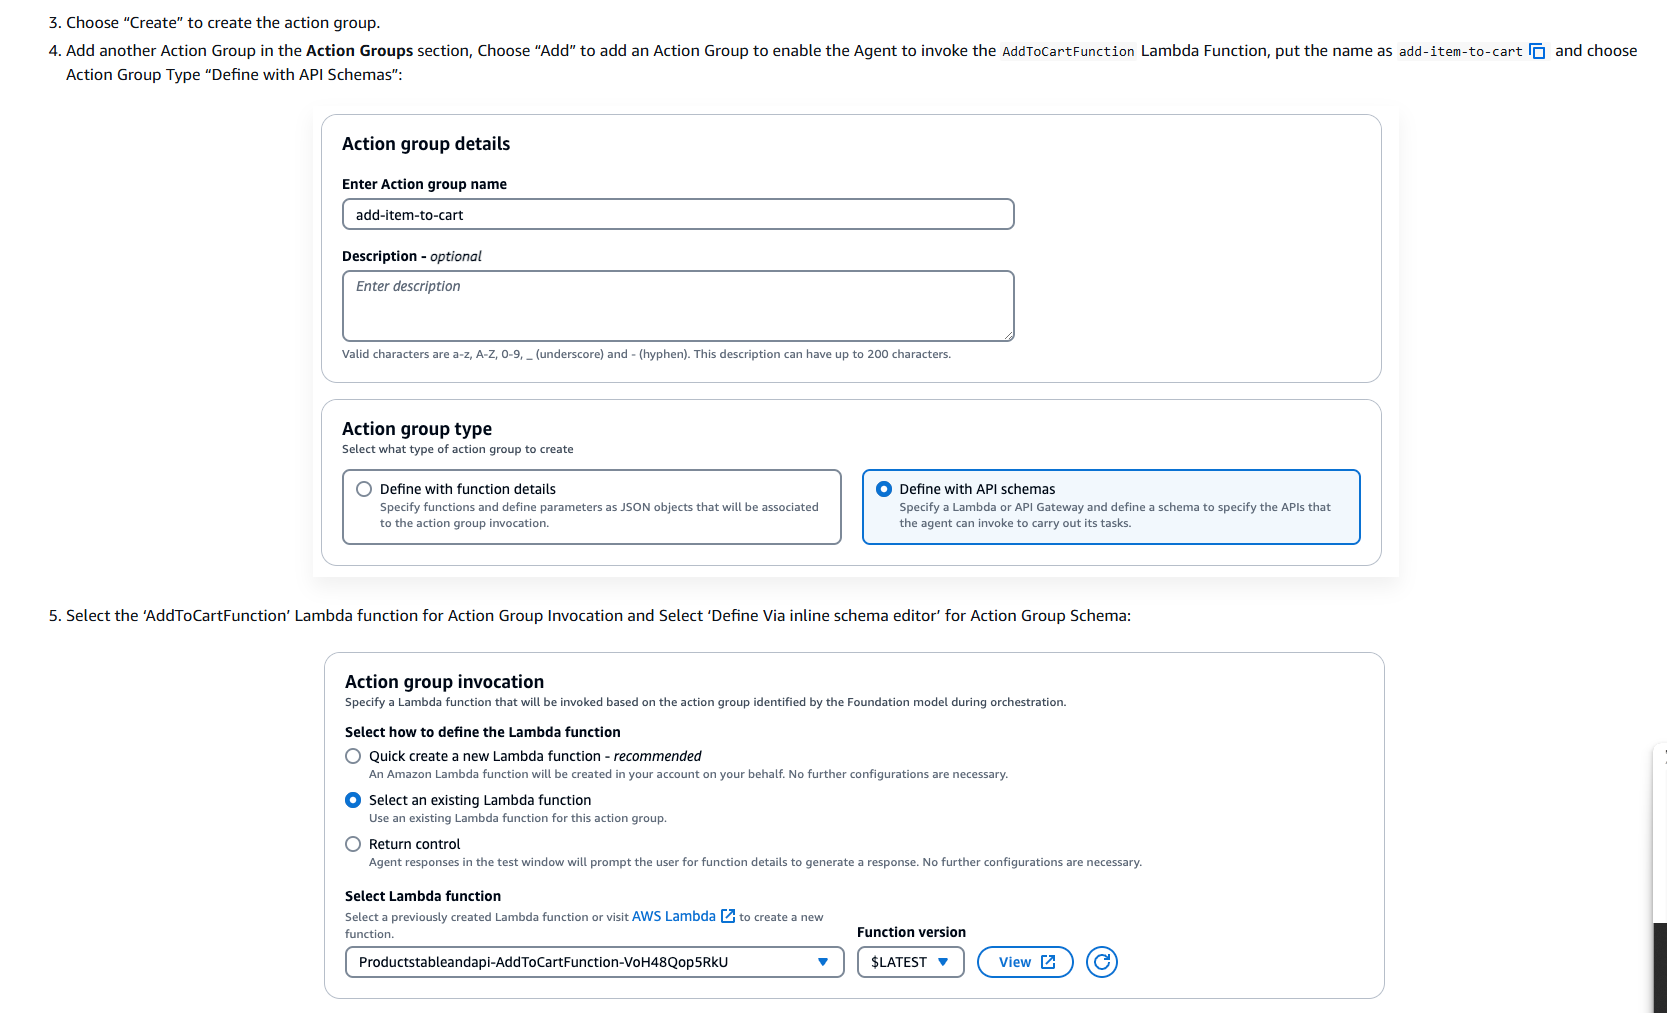 3. Choose “Create” to create the action group.
4. Add another Action Group in the Action Groups section, Choose “Add” to add an Action Group to enable the Agent to invoke the AddToCartFunction Lambda Function, put the name as add-item-to-cart and choose
Action Group Type “Define with API Schemas”:
Action group details
Enter Action group name
add-item-to-cart
Description - optional
Enter description
Valid characters are a-z, A-Z, 0-9, _ (underscore) and - (hyphen). This description can have up to 200 characters.
Action group type
Select what type of action group to create
Define with function details
Specify functions and define parameters as JSON objects that will be associated
to the action group invocation.
Define with API schemas
Specify a Lambda or API Gateway and define a schema to specify the APIs that
the agent can invoke to carry out its tasks.
5. Select the ‘AddToCartFunction’ Lambda function for Action Group Invocation and Select ‘Define Via inline schema editor’ for Action Group Schema:
Action group invocation
Specify a Lambda function that will be invoked based on the action group identified by the Foundation model during orchestration.
Select how to define the Lambda function
Quick create a new Lambda function - recommended
An Amazon Lambda function will be created in your account on your behalf. No further configurations are necessary.
Select an existing Lambda function
Use an existing Lambda function for this action group.
Return control
Agent responses in the test window will prompt the user for function details to generate a response. No further configurations are necessary.
Select Lambda function
Select a previously created Lambda function or visit AWS Lambda to create a new
function.
Function version
Productstableandapi-AddToCartFunction-VoH48Qop5RkU
$LATEST
View